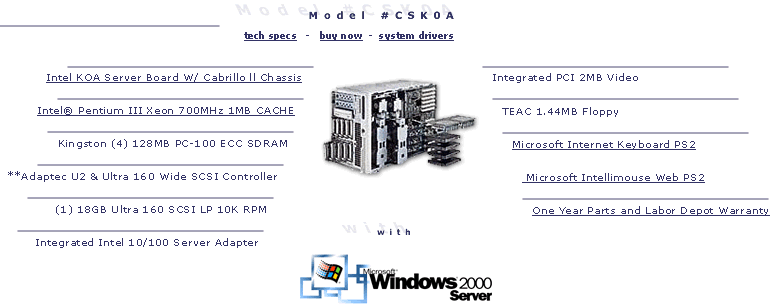 Model #CSK0A
tech specs - buy now - system drivers
Intel KOA Server Board W/ Cabrillo ll Chassis
Intel® Pentium III Xeon 700MHz 1MB CACHE
Kingston (4) 128MB PC-100 ECC SDRAM
**Adaptec U2 & Ultra 160 Wide SCSI Controller
(1) 18GB Ultra 160 SCSI LP 10K RPM
Integrated Intel 10/100 Server Adapter
Integrated PCI 2MB Video
TEAC 1.44MB Floppy
Microsoft Internet Keyboard PS2
Microsoft Intellimouse Web PS2
One Year Parts and Labor Depot Warranty
with
Microsoft
Windows 2000
Server